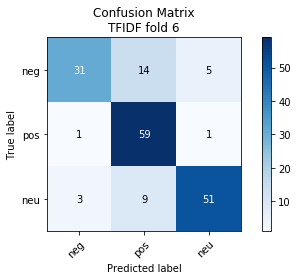 Confusion Matrix
TFIDF fold 6
neg 31 14 5
pos 1 59 1
neu 3 9 51
neg pos neu
True label
Predicted label
50
40
30
20
10